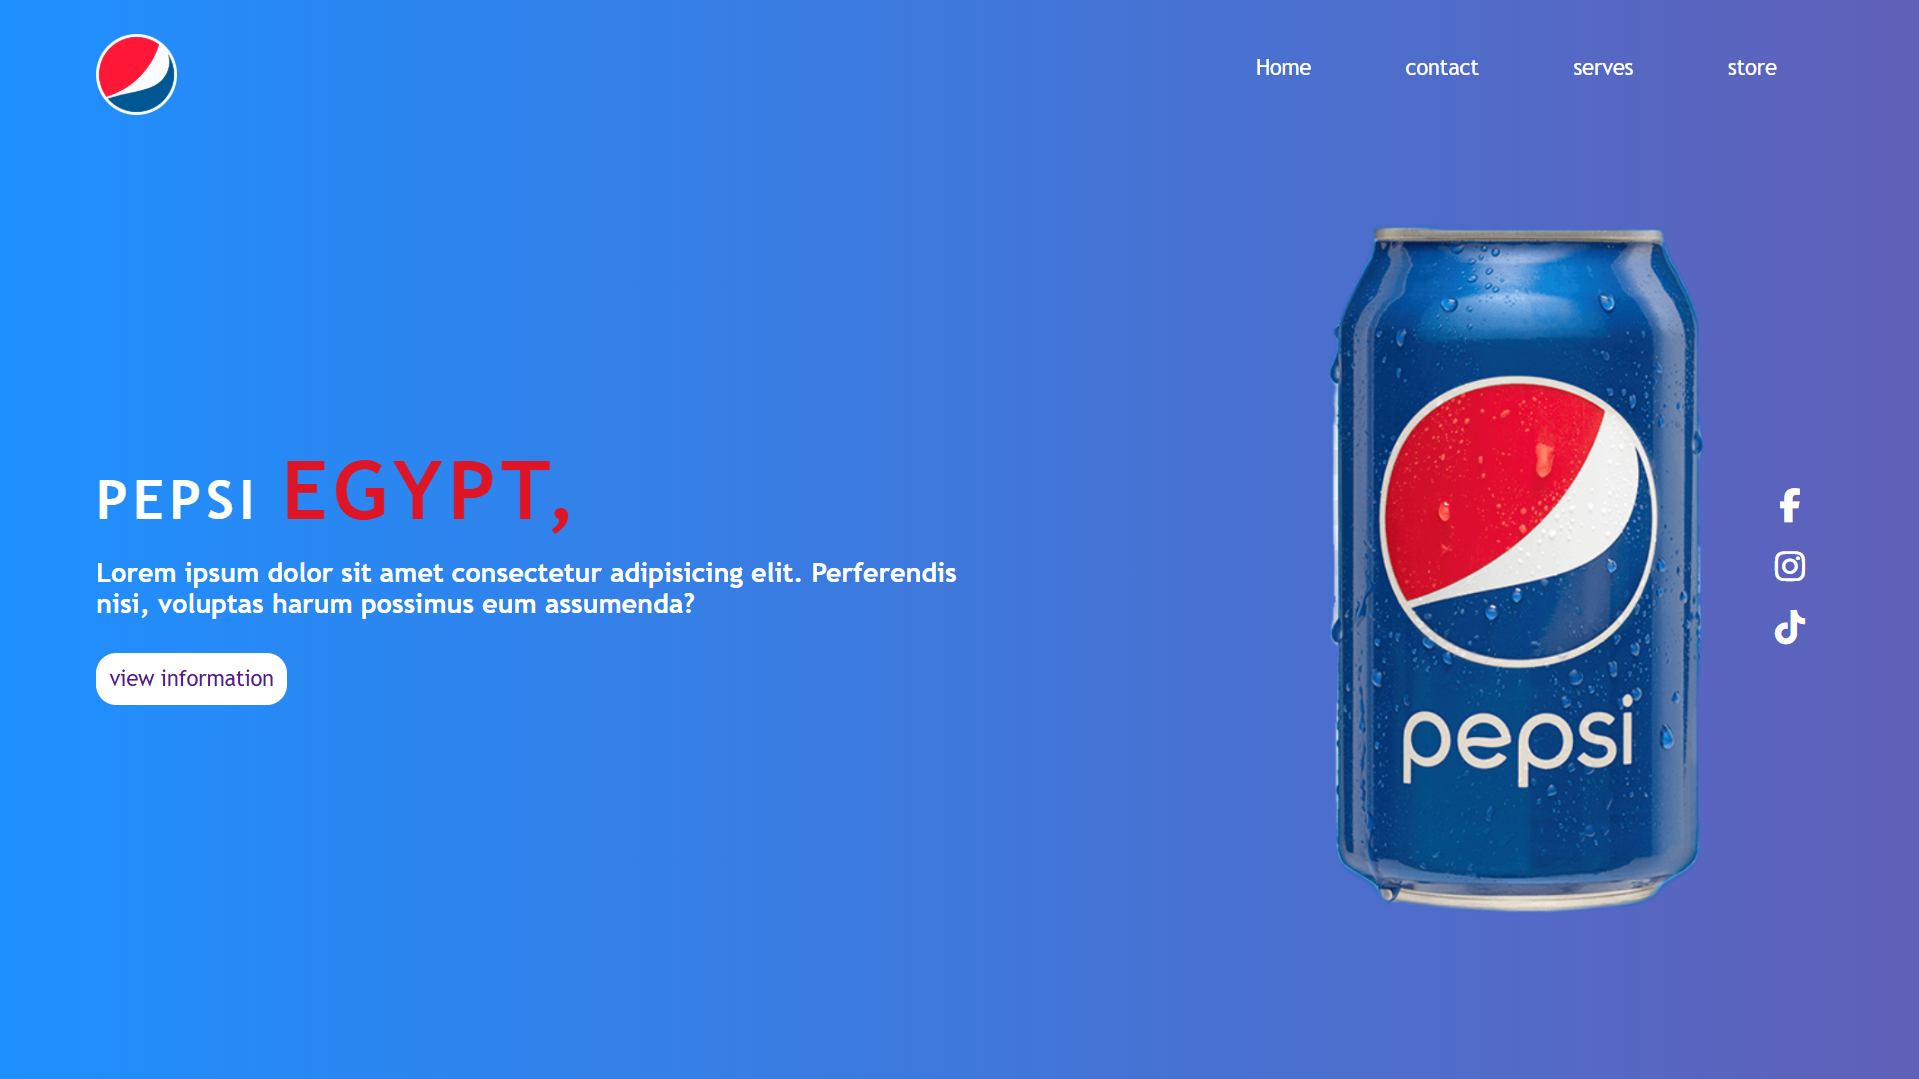 Home contact serves store
PEPSI EGYPT,
Lorem ipsum dolor sit amet consectetur adipisicing elit. Perferendis
nisi, voluptas harum possimus eum assumenda?
view information
pepsi